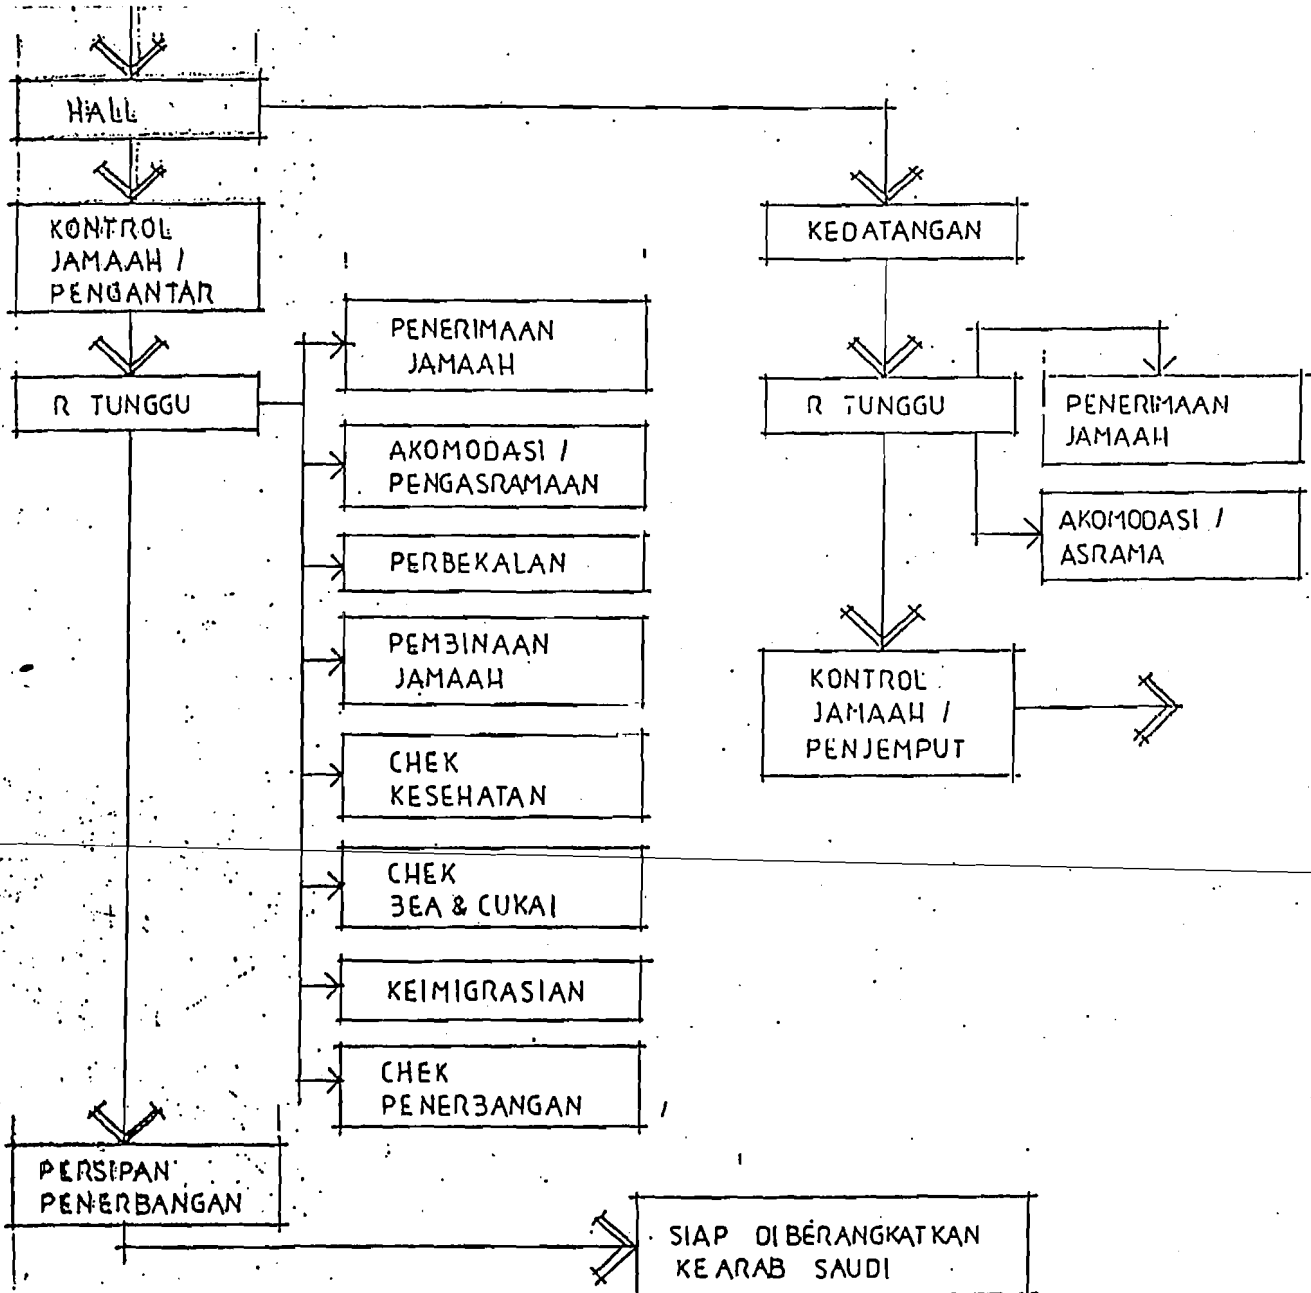 HALL
KONTROL
JAMAAH /
PENGANTAR
R TUNGGU
PENERIMAAN
JAMAAH
AKOMODASI /
PENGASRAMAAN
PERBEKALAN
PEMBINAAN
JAMAAH
CHEK
KESEHATAN
CHEK
BEA & CUKAI
KEIMIGRASIAN
CHEK
PENERBANGAN
PERSIPAN
PENERBANGAN
SIAP DIBERANGKATKAN
KEARAB SAUDI
KEDATANGAN
R TUNGGU
PENERIMAAN
JAMAAH
AKOMODASI /
ASRAMA
KONTROL
JAMAAH /
PENJEMPUT